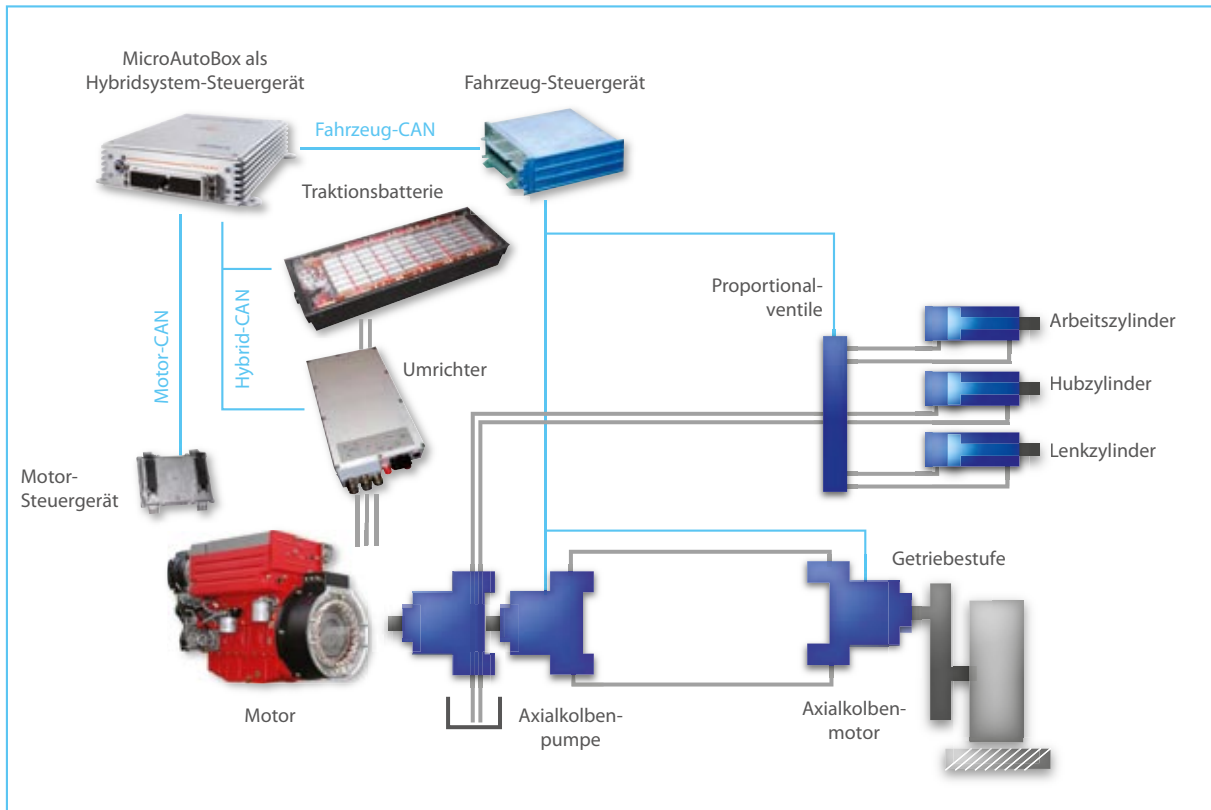 MicroAutoBox als
Hybridsystem-Steuergerät
Fahrzeug-Steuergerät
Fahrzeug-CAN
Traktionsbatterie
Motor-CAN
Hybrid-CAN
Umrichter
Proportional-
ventile
Arbeitszylinder
Hubzylinder
Lenkzylinder
Motor-
Steuergerät
Getriebestufe
Motor
Axialkolben-
pumpe
Axialkolben-
motor